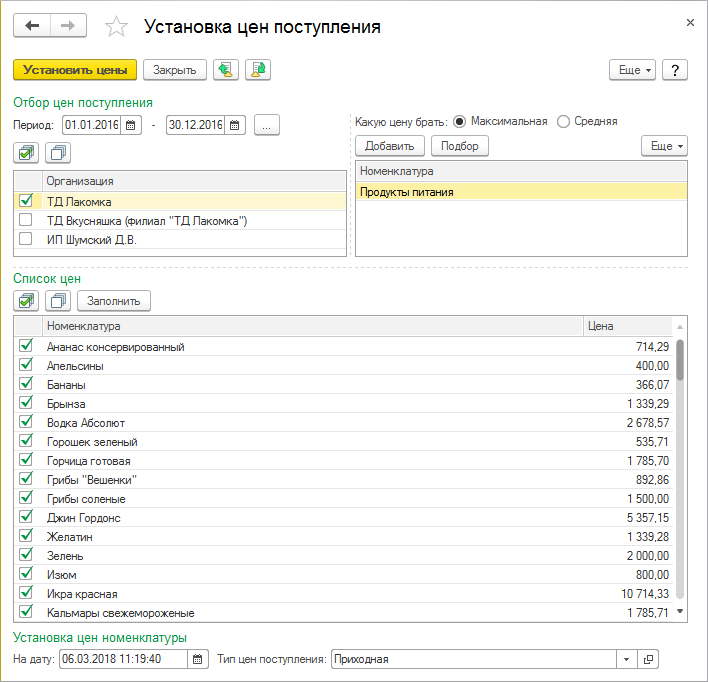 Установка цен поступления
Установить цены Закрыть Еще ?
Отбор цен поступления
Период: 01.01.2016 - 30.12.2016 ...
Какую цену брать: Максимальная Средняя
Добавить Подбор Еще
Организация
ТД Лакомка
ТД Вкусняшка (филиал "ТД Лакомка")
ИП Шумский Д.В.
Номенклатура
Продукты питания
Список цен
Заполнить
Номенклатура Цена
Ананас консервированный 714,29
Апельсины 400,00
Бананы 366,07
Брынза 1 339,29
Водка Абсолют 2 678,57
Горошек зеленый 535,71
Горчица готовая 1 785,70
Грибы "Вешенки" 892,86
Грибы соленые 1 500,00
Джин Гордонс 5 357,15
Желатин 1 339,28
Зелень 2 000,00
Изюм 800,00
Икра красная 10 714,33
Кальмары свежемороженые 1 785,71
Установка цен номенклатуры
На дату: 06.03.2018 11:19:40 Тип цен поступления: Приходная